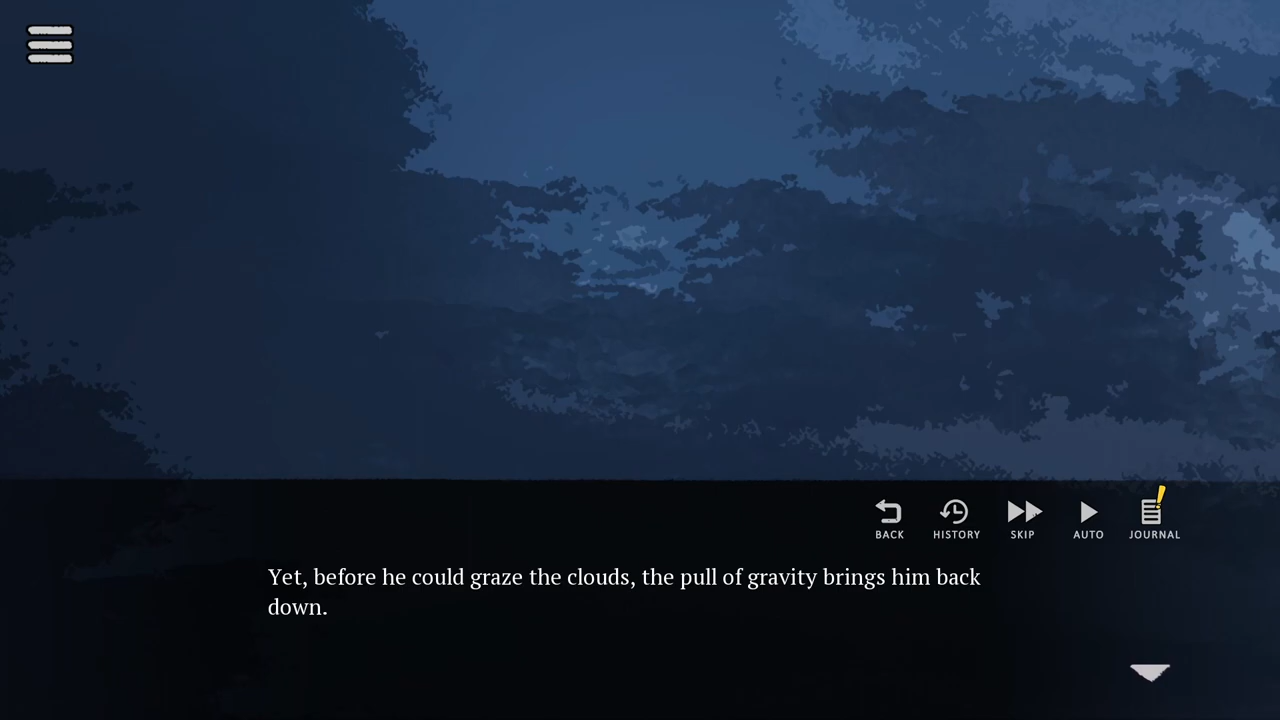 BACK HISTORY SKIP AUTO JOURNAL
Yet, before he could graze the clouds, the pull of gravity brings him back
down.